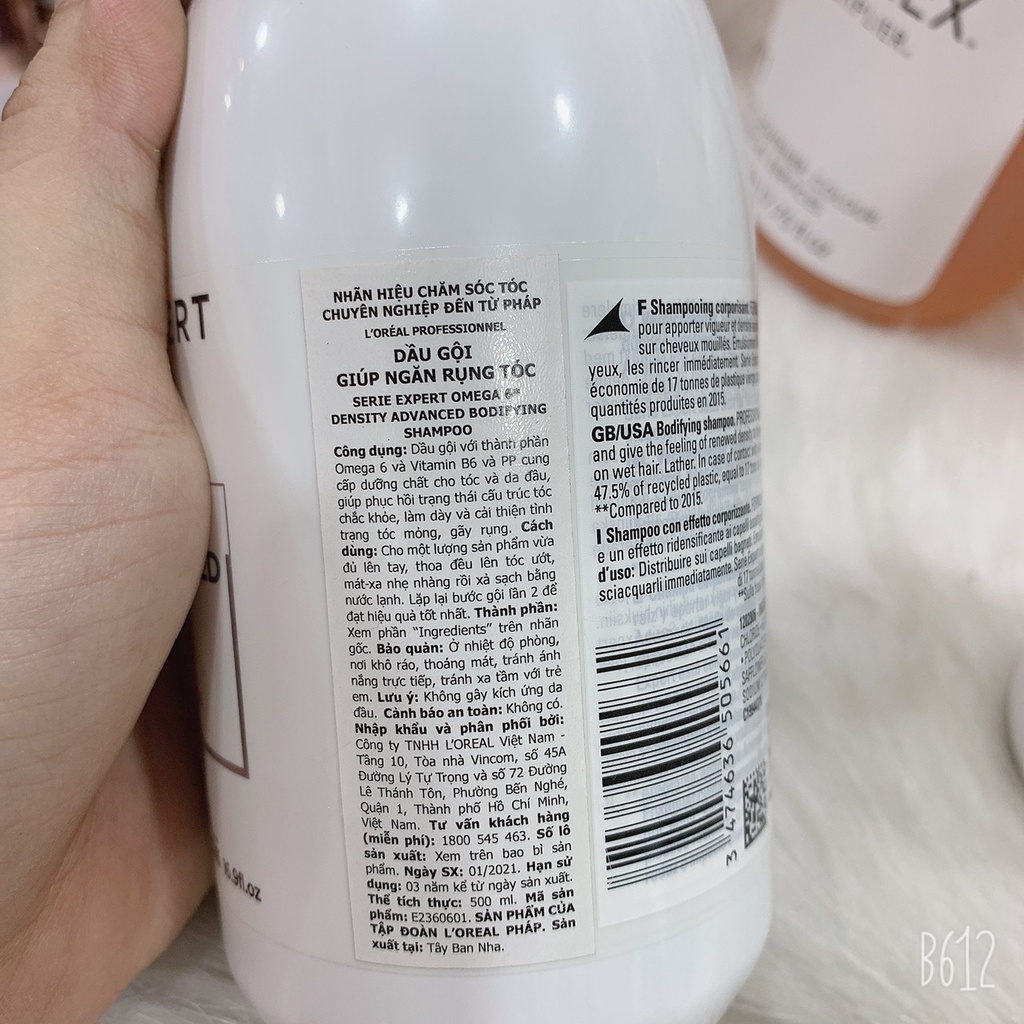 NHÃN HIỆU CHĂM SÓC TÓC
CHUYÊN NGHIỆP ĐẾN TỪ PHÁP
L'ORÉAL PROFESSIONNEL
DẦU GỘI
GIÚP NGĂN RỤNG TÓC
SERIE EXPERT OMEGA 6*
DENSITY ADVANCED BODIFYING
SHAMPOO
Công dụng: Dầu gội với thành phần
Omega 6 và Vitamin B6 và PP cung
cấp dưỡng chất cho tóc và da đầu,
giúp phục hồi trạng thái cấu trúc tóc
chắc khỏe, làm dày và cải thiện tình
trạng tóc mỏng, gãy rụng. Cách
dùng: Cho một lượng sản phẩm vừa
đủ lên tay, thoa đều lên tóc ướt,
mát-xa nhẹ nhàng rồi xả sạch bằng
nước lạnh. Lặp lại bước gội lần 2 để
đạt hiệu quả tốt nhất. Thành phần:
Xem phần "Ingredients" trên nhãn
gốc. Bảo quản: Ở nhiệt độ phòng,
nơi khô ráo, thoáng mát, tránh ánh
nắng trực tiếp, tránh xa tầm với trẻ
em. Lưu ý: Không gây kích ứng da
đầu. Cảnh báo an toàn: Không có.
Nhập khẩu và phân phối bởi:
Công ty TNHH L'OREAL Việt Nam -
Tầng 10, Tòa nhà Vincom, số 45A
Đường Lý Tự Trọng và số 72 Đường
Lê Thánh Tôn, Phường Bến Nghé,
Quận 1, Thành phố Hồ Chí Minh,
Việt Nam. Tư vấn khách hàng
(miễn phí): 1800 545 463. Số lô
sản xuất: Xem trên bao bì sản
phẩm. Ngày SX: 01/2021. Hạn sử
dụng: 03 năm kể từ ngày sản xuất.
Thể tích thực: 500 ml. Mã sản
phẩm: E2360601. SẢN PHẨM CỦA
TẬP ĐOÀN L'OREAL PHÁP. Sản
xuất tại: Tây Ban Nha.
F Shampooing corporisant.
pour apporter vigueur et
sur cheveux mouillés.
yeux, les rincer immédiatement. Serie
économie de 17 tonnes de plastique vierge
quantités produites en 2015.
GB/USA Bodifying shampoo.
and give the feeling of renewed density
on wet hair. Lather. In case of contact
47.5% of recycled plastic, equal to 17
**Compared to 2015.
I Shampoo con effetto corporizzante.
e un effetto ridensificante ai capelli
d'uso: Distribuire sui capelli bagnati.
sciacquarli immediatamente. Serie
3 474636 505661
16.9fl.oz
B612